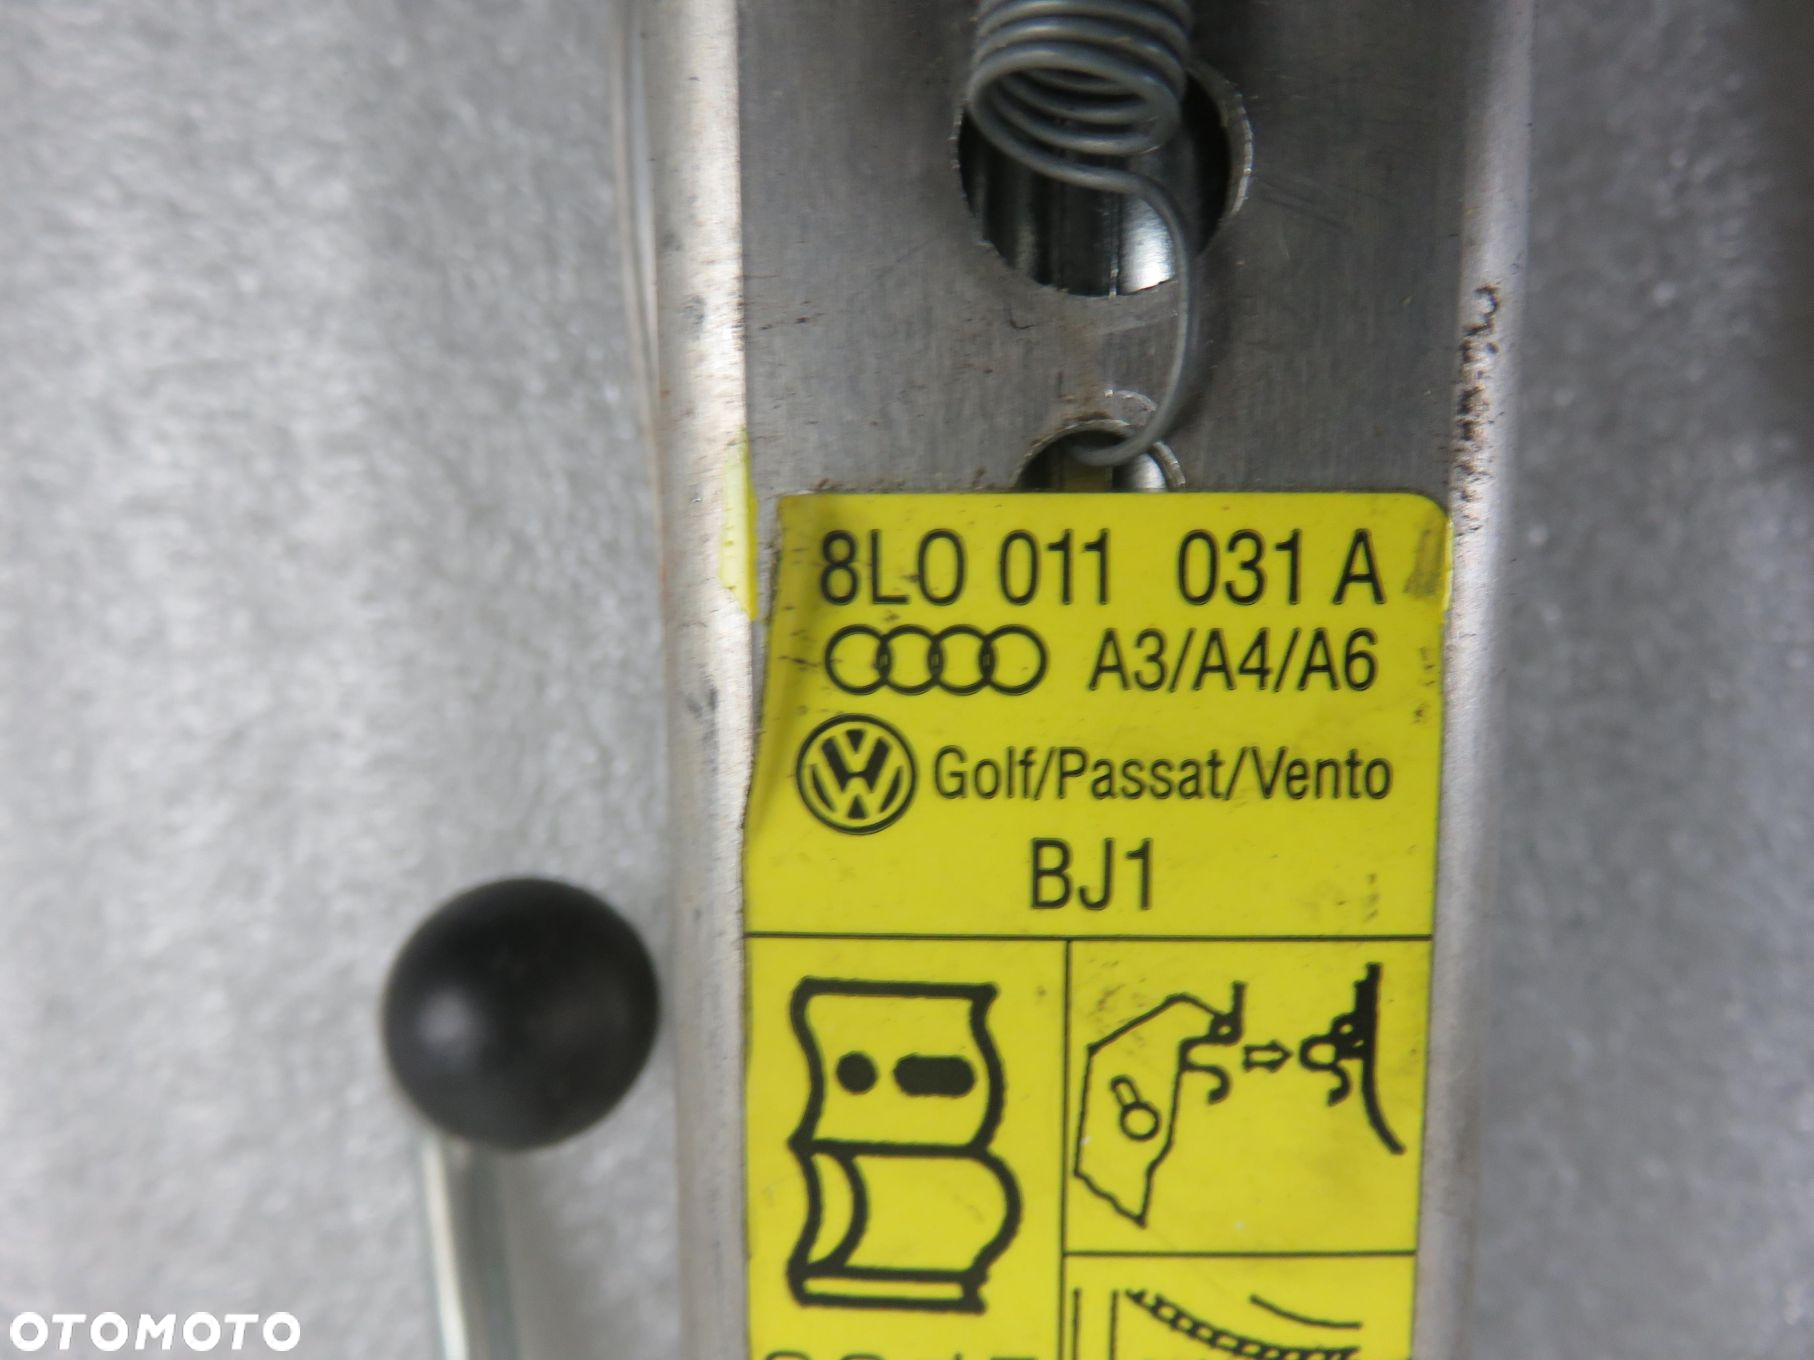 8L0 011 031 A
A3/A4/A6
Golf/Passat/Vento
BJ1
OTOMOTO